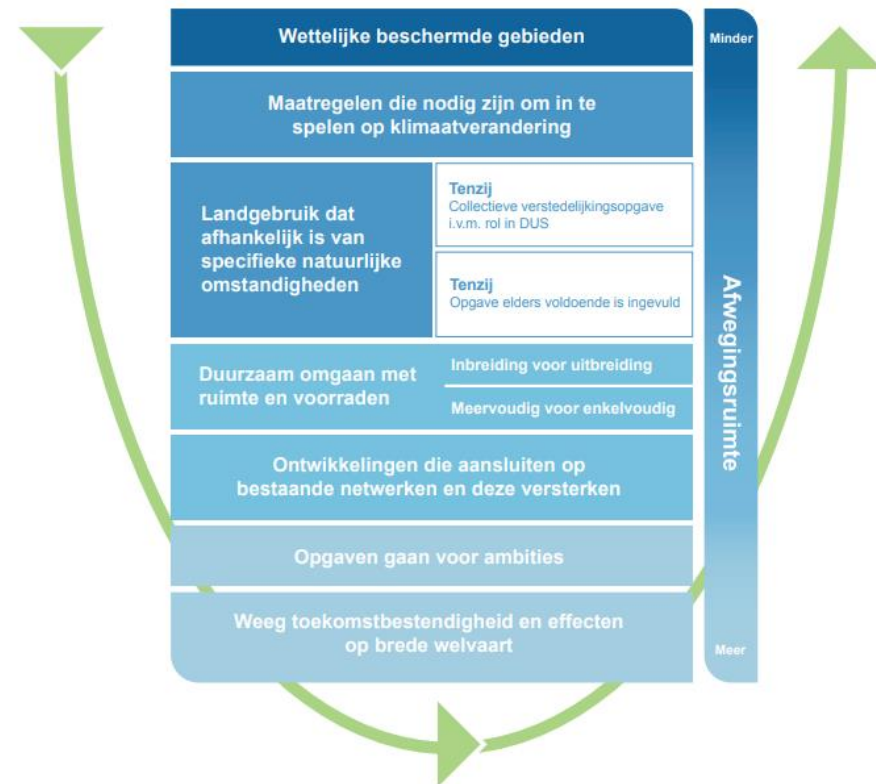 Wettelijke beschermde gebieden
Minder
Maatregelen die nodig zijn om in te
spelen op klimaatverandering
Landgebruik dat
afhankelijk is van
specifieke natuurlijke
omstandigheden
Tenzij
Collectieve verstedelijkingsopgave
i.v.m. rol in DUS
Tenzij
Opgave elders voldoende is ingevuld
Afwegingsruimte
Duurzaam omgaan met
ruimte en voorraden
Inbreiding voor uitbreiding
Meervoudig voor enkelvoudig
Ontwikkelingen die aansluiten op
bestaande netwerken en deze versterken
Opgaven gaan voor ambities
Weeg toekomstbestendigheid en effecten
op brede welvaart
Meer